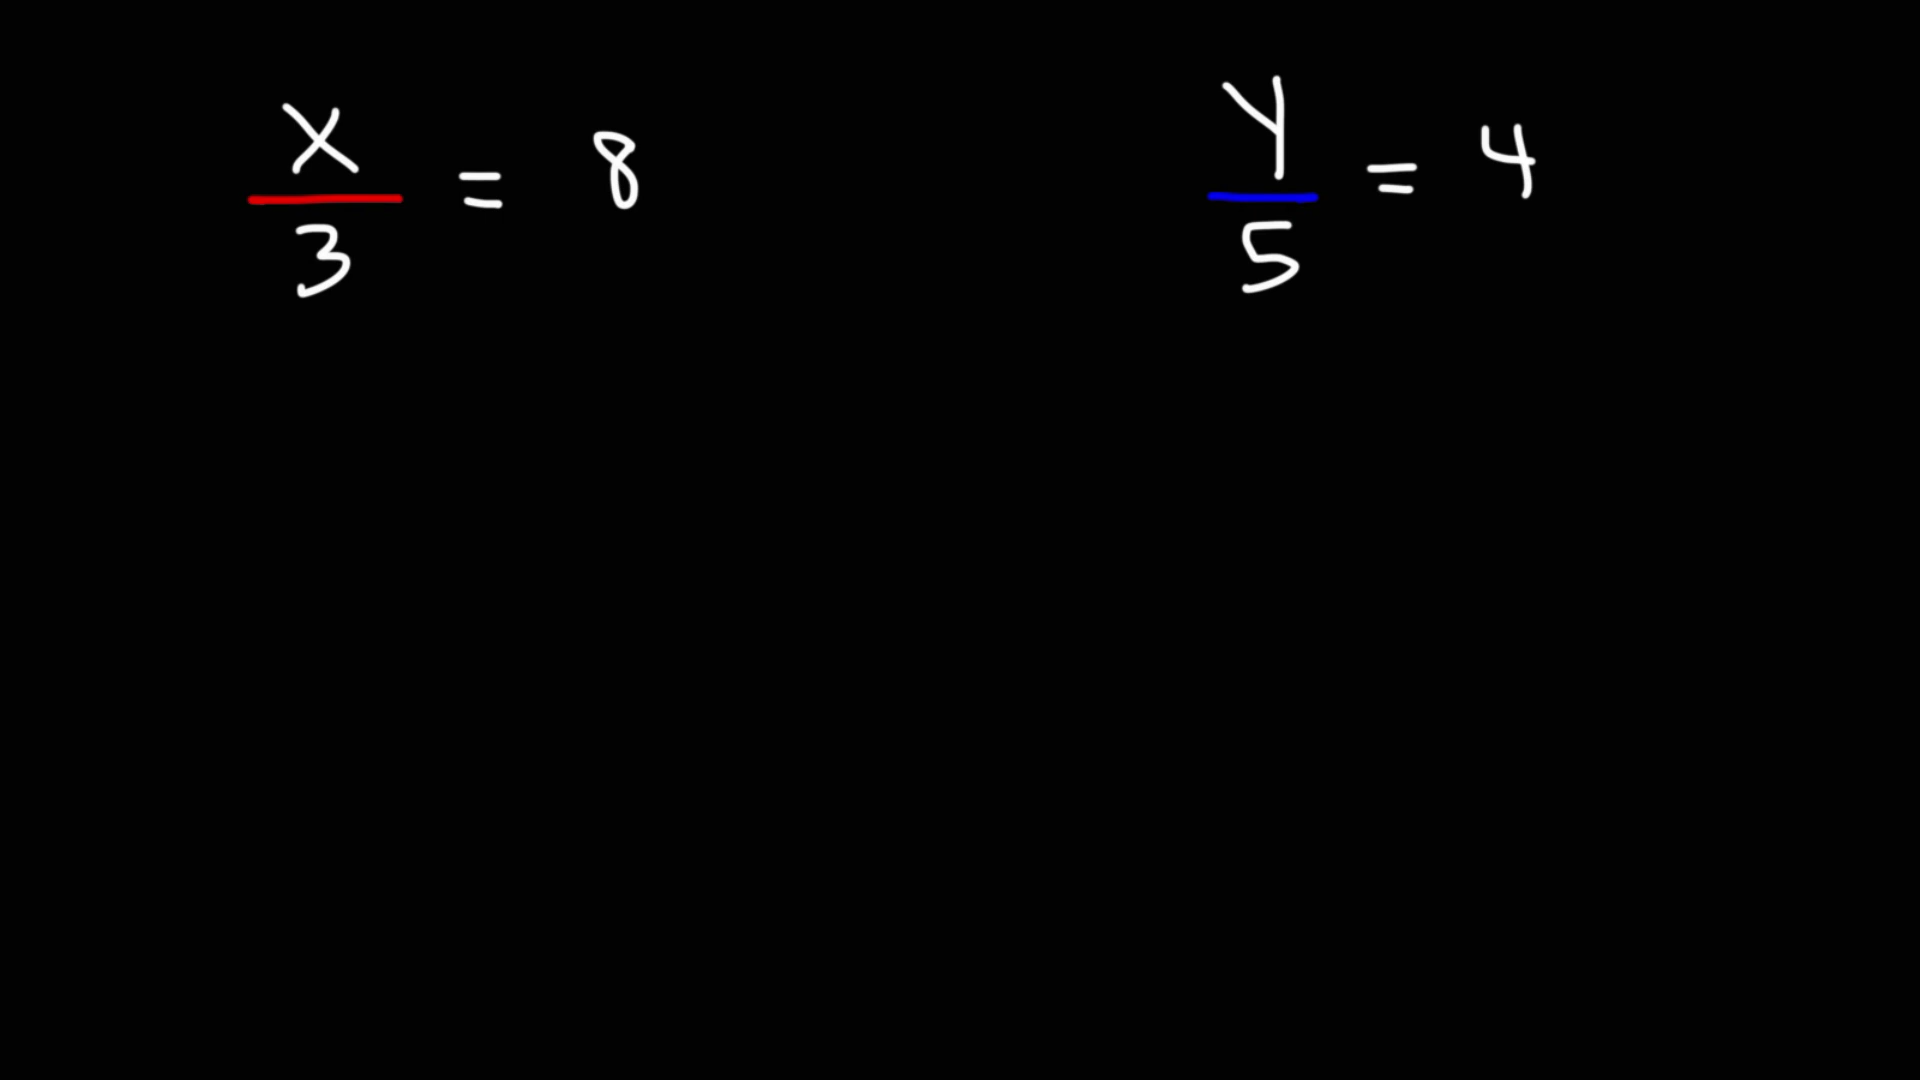 x/3 = 8
y/5 = 4